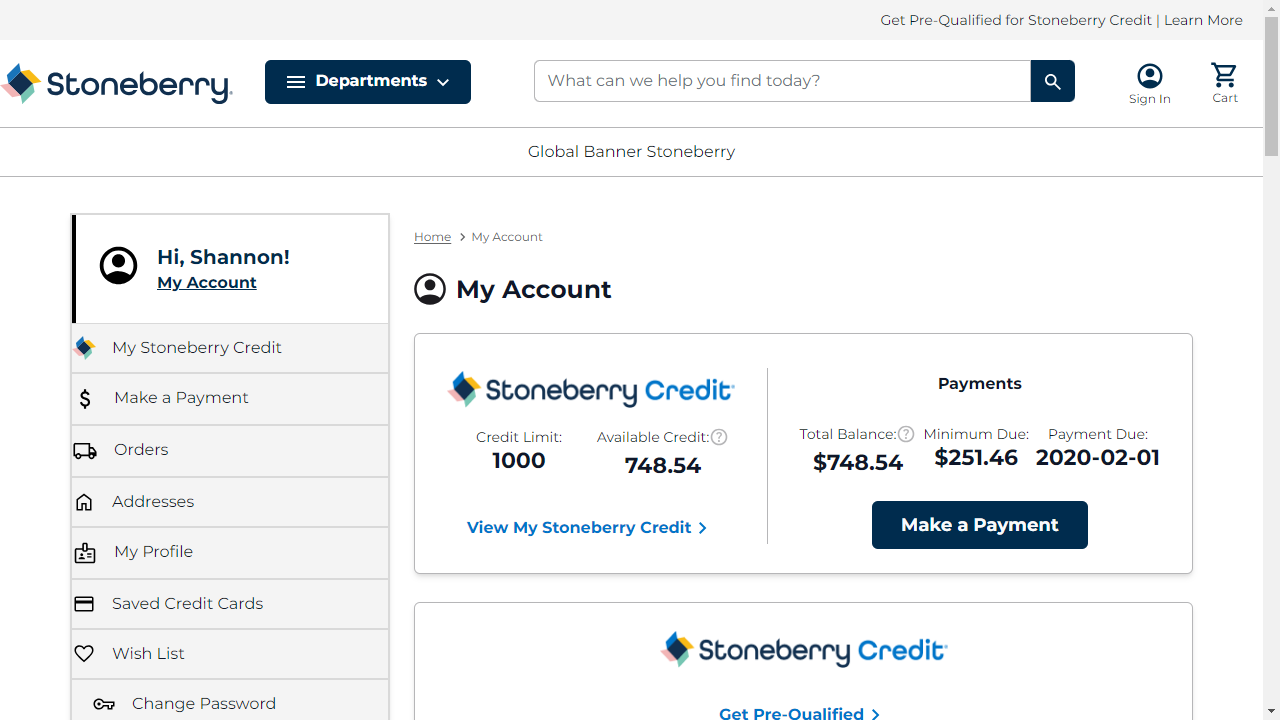 Get Pre-Qualified for Stoneberry Credit | Learn More
Stoneberry.
Departments
What can we help you find today?
Sign In
Cart
Global Banner Stoneberry
Hi, Shannon!
My Account
My Stoneberry Credit
Make a Payment
Orders
Addresses
My Profile
Saved Credit Cards
Wish List
Change Password
Home > My Account
My Account
Stoneberry Credit
Credit Limit:
1000
Available Credit: ?
748.54
View My Stoneberry Credit >
Payments
Total Balance: ?
$748.54
Minimum Due:
$251.46
Payment Due:
2020-02-01
Make a Payment
Stoneberry Credit
Get Pre-Qualified >